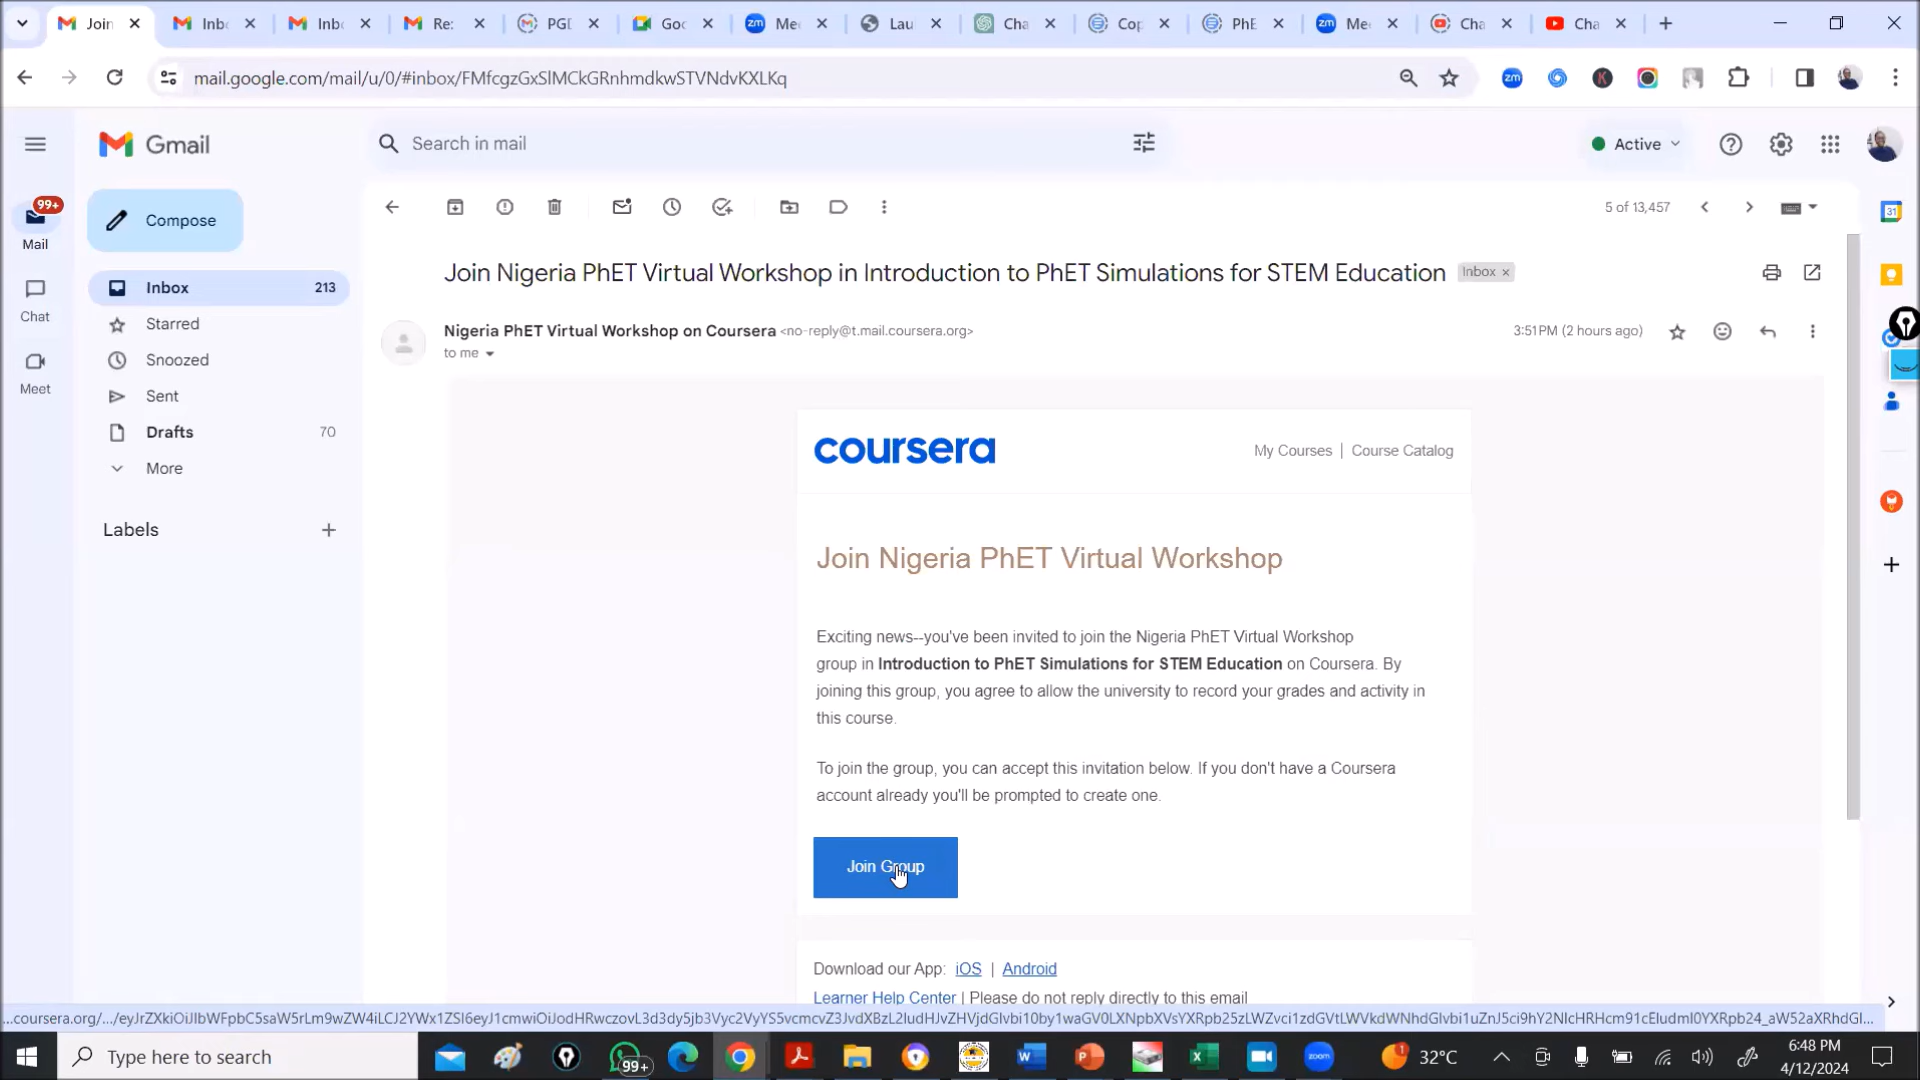 Join
Inbo
Inbo
Re:
PGD
Goo
Mee
Lau
Cha
Cop
PhE
Mee
Cha
Cha
mail.google.com/mail/u/0/#inbox/FMfcgzGxSlMCkGRnhmdkwSTVNdvKXLKq
Gmail
Search in mail
Active
99+
Mail
Compose
5 of 13,457
Chat
Inbox 213
Starred
Snoozed
Meet
Sent
Drafts 70
More
Labels
Join Nigeria PhET Virtual Workshop in Introduction to PhET Simulations for STEM Education Inbox ×
Nigeria PhET Virtual Workshop on Coursera <no-reply@t.mail.coursera.org> 3:51 PM (2 hours ago)
to me
coursera My Courses | Course Catalog
Join Nigeria PhET Virtual Workshop
Exciting news--you've been invited to join the Nigeria PhET Virtual Workshop
group in Introduction to PhET Simulations for STEM Education on Coursera. By
joining this group, you agree to allow the university to record your grades and activity in
this course.
To join the group, you can accept this invitation below. If you don't have a Coursera
account already you'll be prompted to create one.
Join Group
Download our App: iOS | Android
Learner Help Center | Please do not reply directly to this email
Type here to search
99+
32°C
6:48 PM
4/12/2024